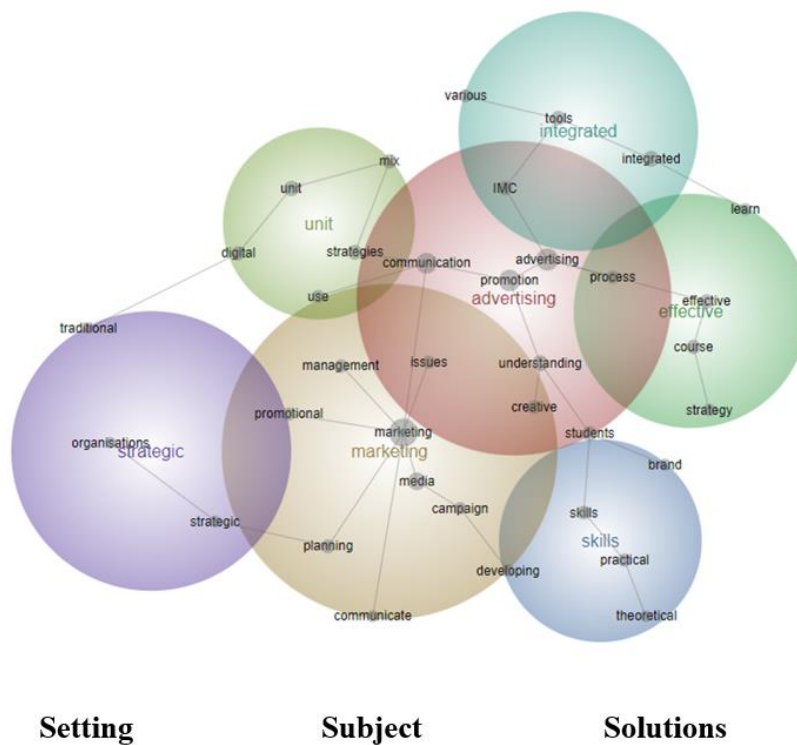 various
tools
integrated
integrated
mix
unit
IMC
learn
unit
digital
strategies
communication
advertising
promotion
process
use
advertising
effective
effective
traditional
management
issues
understanding
course
promotional
creative
strategy
organisations
strategic
marketing
marketing
students
brand
media
strategic
campaign
skills
planning
skills
practical
developing
communicate
theoretical
Setting Subject Solutions